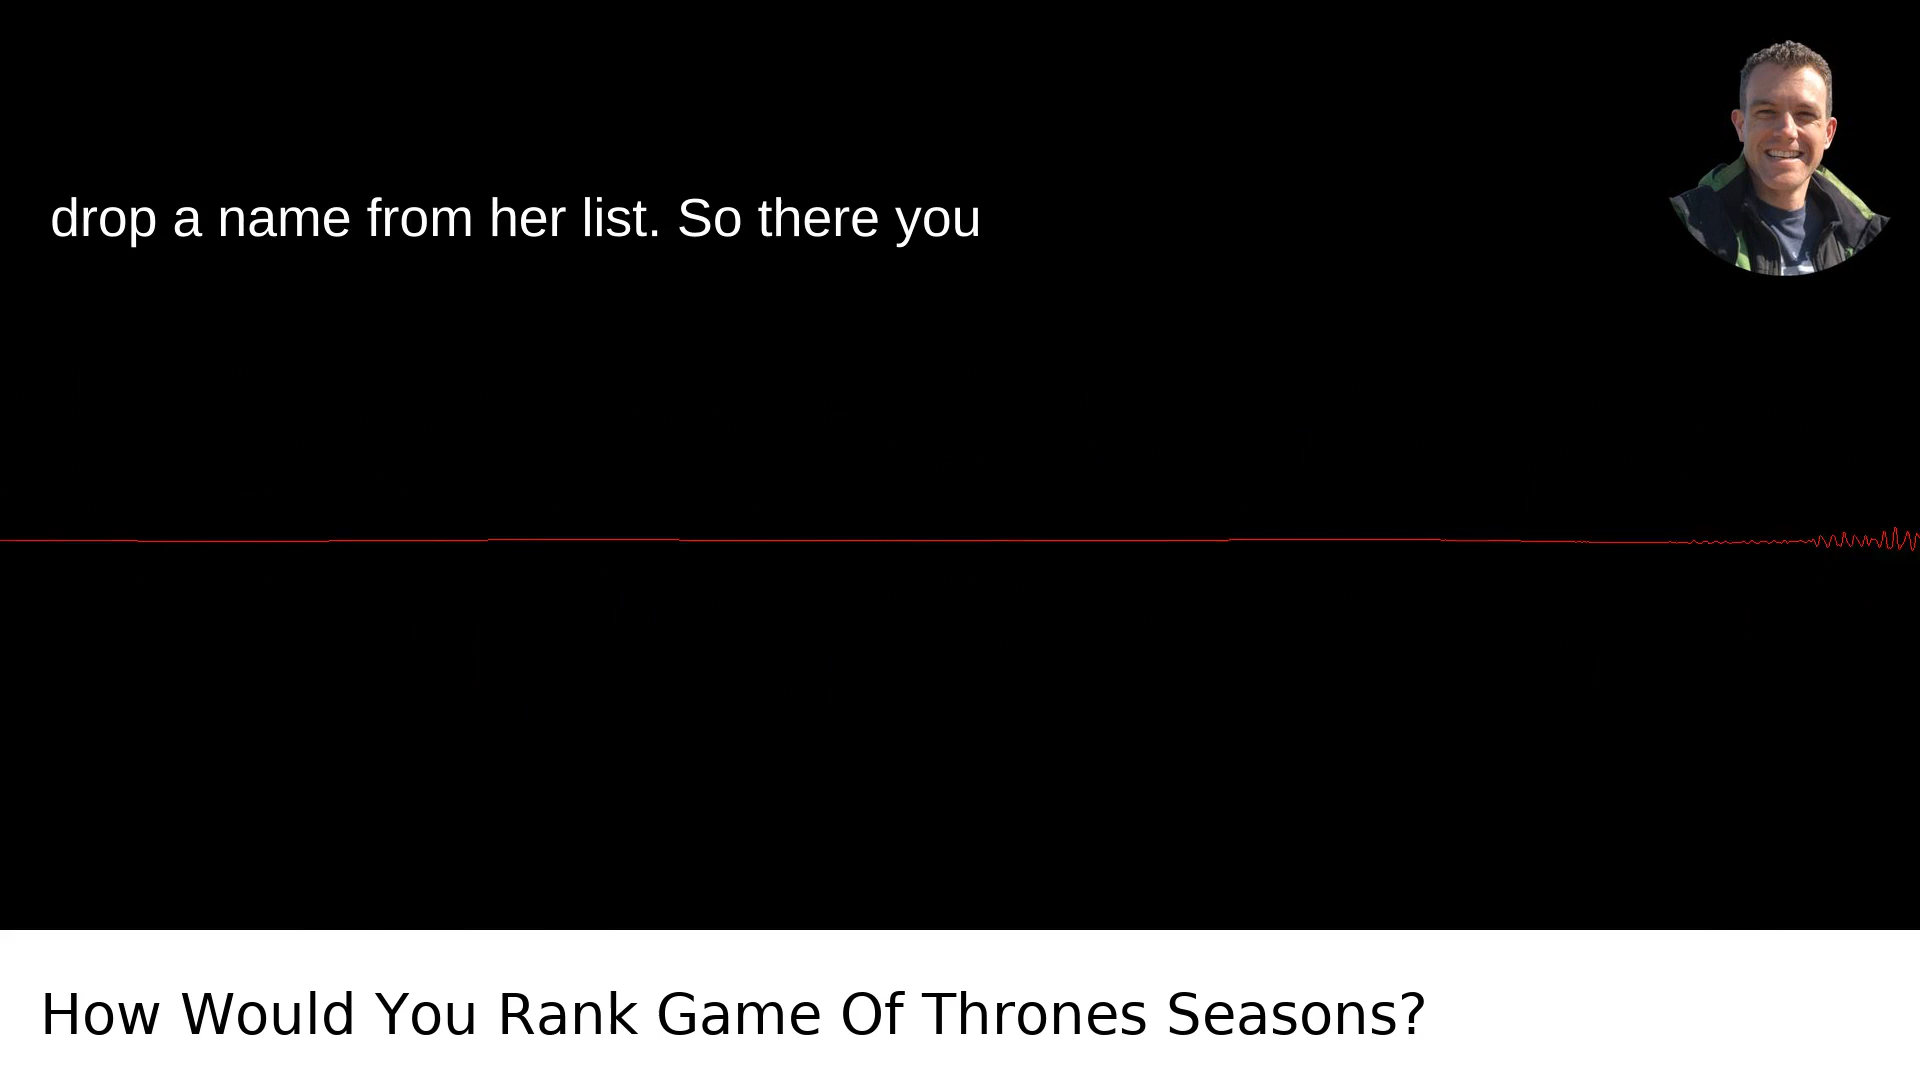 drop a name from her list. So there you
How Would You Rank Game Of Thrones Seasons?